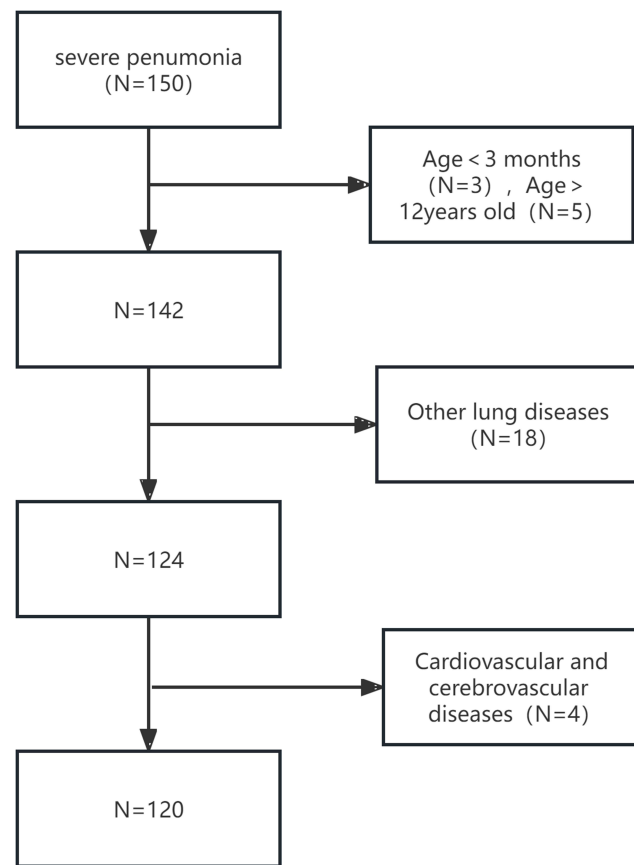 severe penumonia
（N=150）
Age＜3 months
（N=3），Age＞
12years old（N=5）
N=142
Other lung diseases
（N=18）
N=124
Cardiovascular and
cerebrovascular
diseases（N=4）
N=120